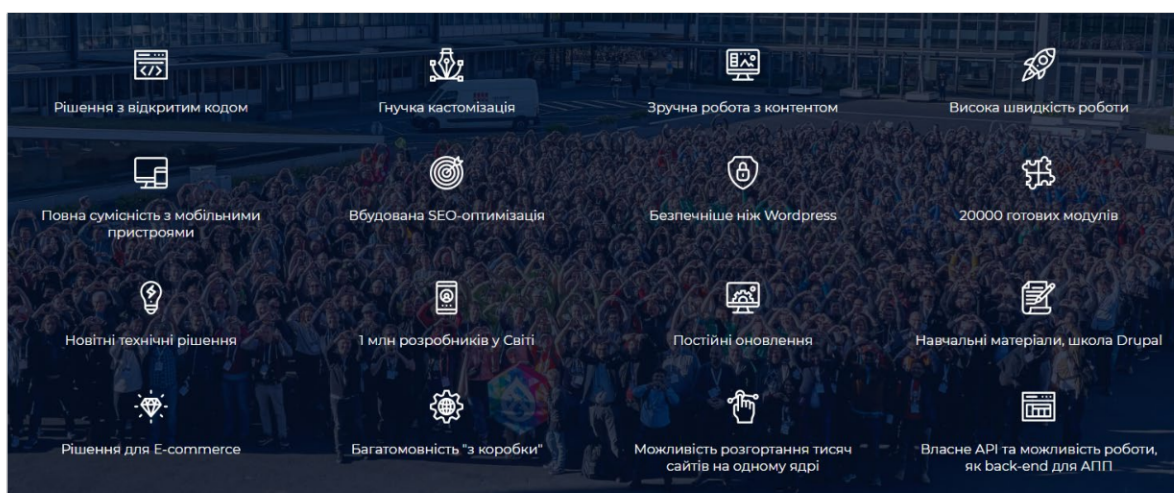 Рішення з відкритим кодом
Гнучка кастомізація
Зручна робота з контентом
Висока швидкість роботи
Повна сумісність з мобільними
пристроями
Вбудована SEO-оптимізація
Безпечніше ніж Wordpress
20000 готових модулів
Новітні технічні рішення
1 млн розробників у Світі
Постійні оновлення
Навчальні матеріали, школа Drupal
Рішення для E-commerce
Багатомовність "з коробки"
Можливість розгортання тисяч
сайтів на одному ядрі
Власне API та можливість роботи,
як back-end для АПП